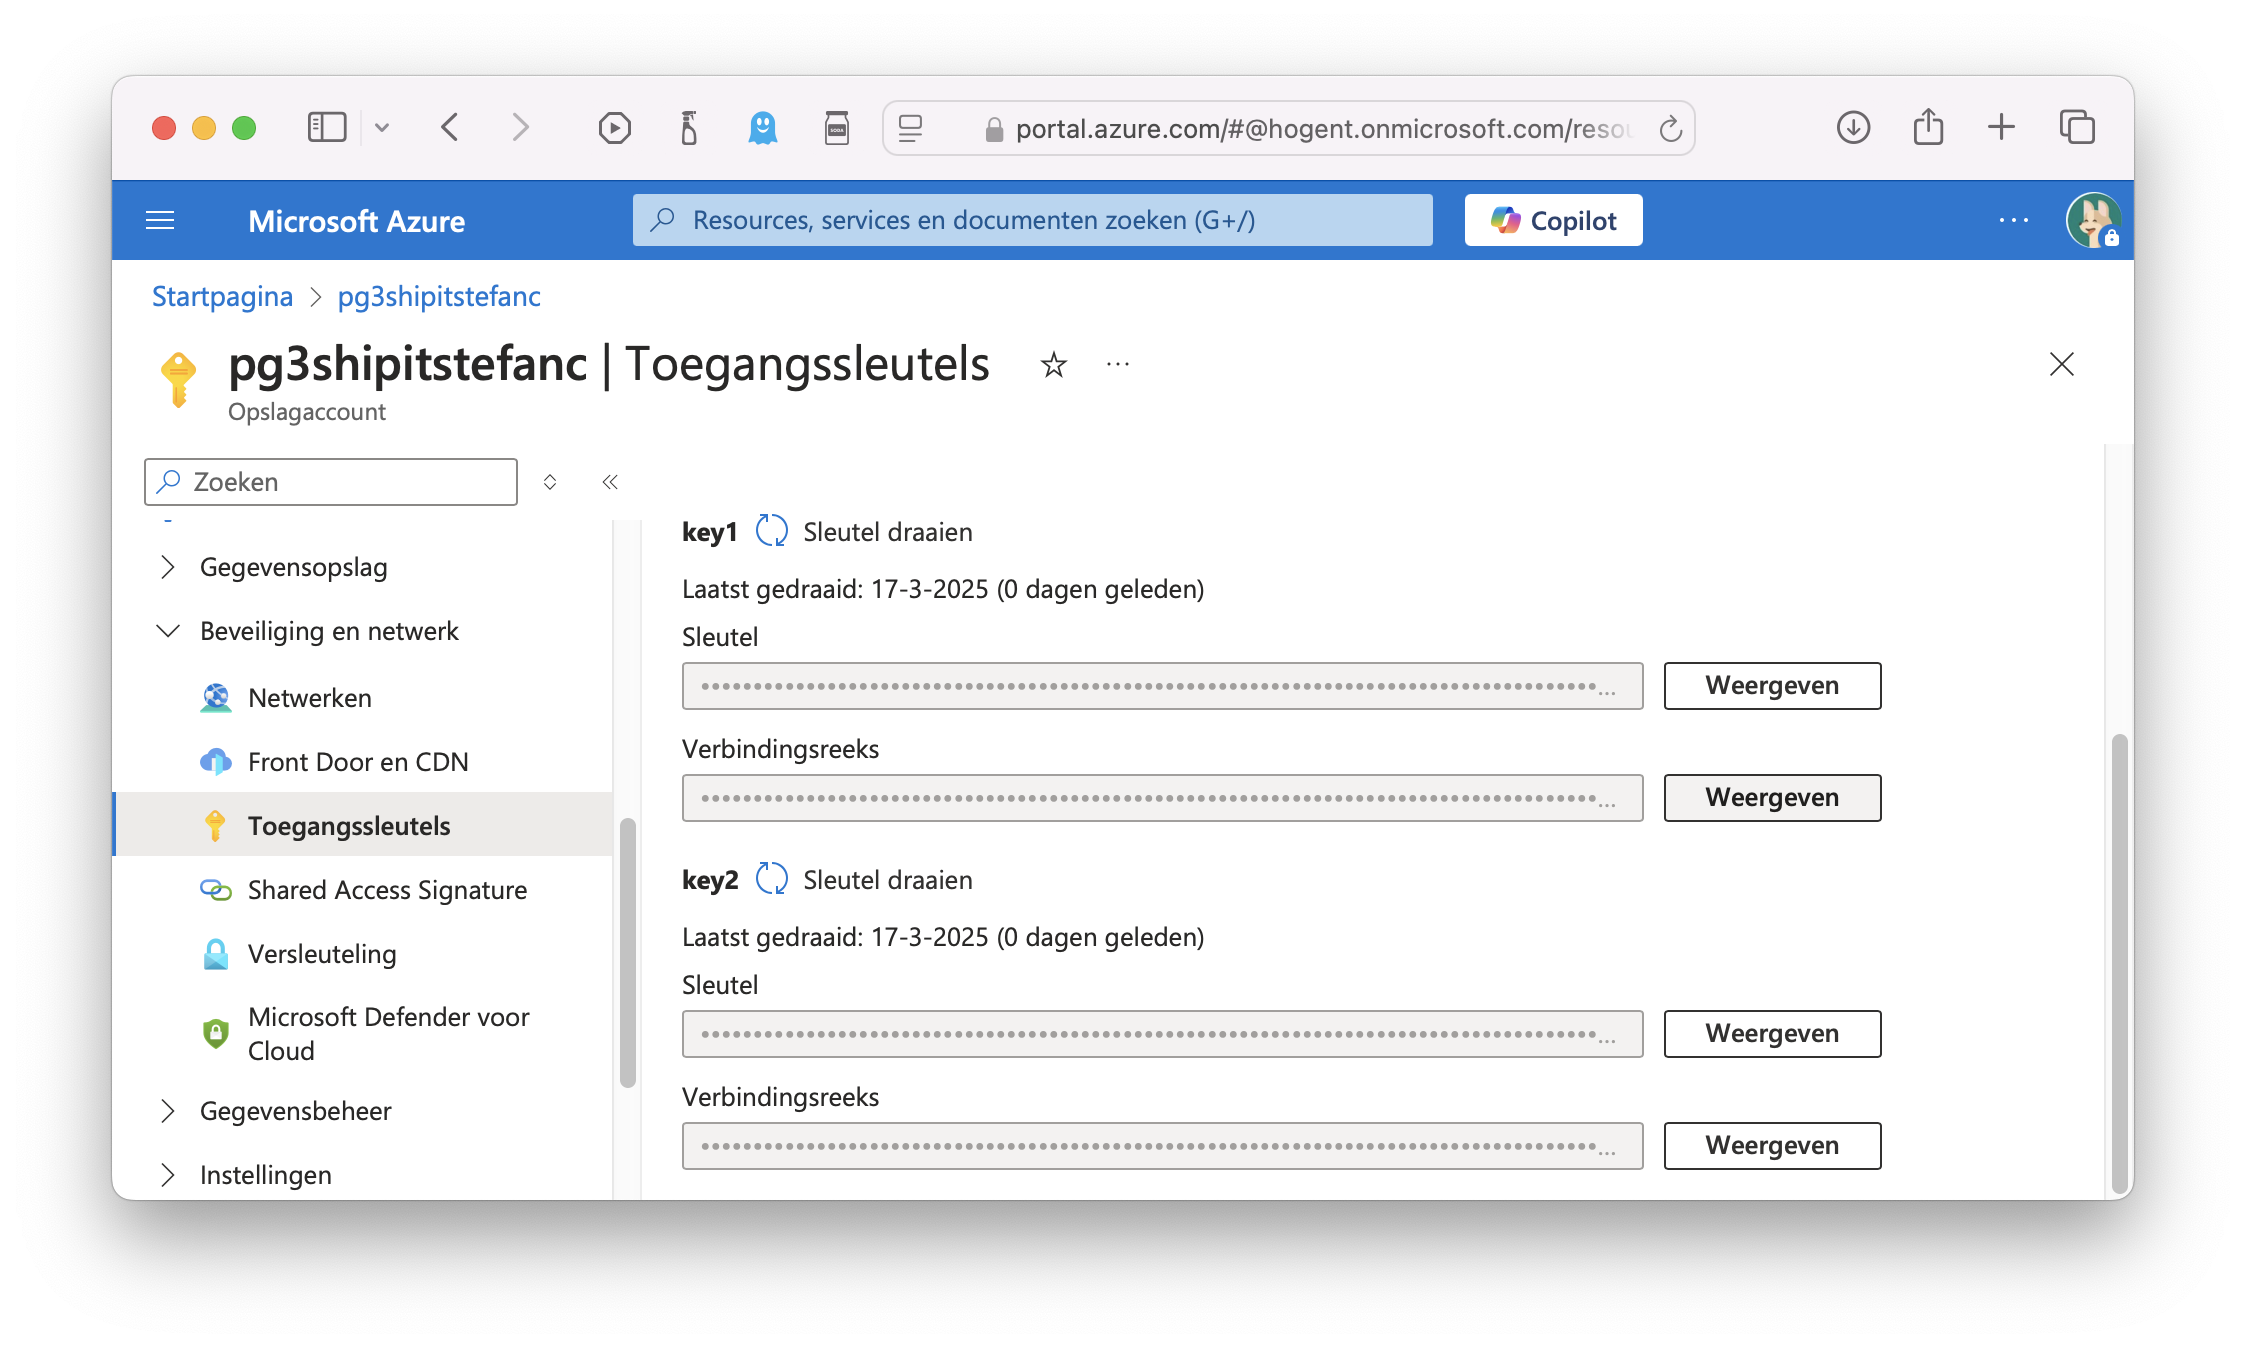 SODA
portal.azure.com/#@hogent.onmicrosoft.com/resou
Microsoft Azure
Resources, services en documenten zoeken (G+/)
Copilot
Startpagina > pg3shipitstefanc
pg3shipitstefanc | Toegangssleutels
Opslagaccount
Zoeken
Gegevensopslag
Beveiliging en netwerk
Netwerken
Front Door en CDN
Toegangssleutels
Shared Access Signature
Versleuteling
Microsoft Defender voor
Cloud
Gegevensbeheer
Instellingen
key1 Sleutel draaien
Laatst gedraaid: 17-3-2025 (0 dagen geleden)
Sleutel
Weergeven
Verbindingsreeks
Weergeven
key2 Sleutel draaien
Laatst gedraaid: 17-3-2025 (0 dagen geleden)
Sleutel
Weergeven
Verbindingsreeks
Weergeven